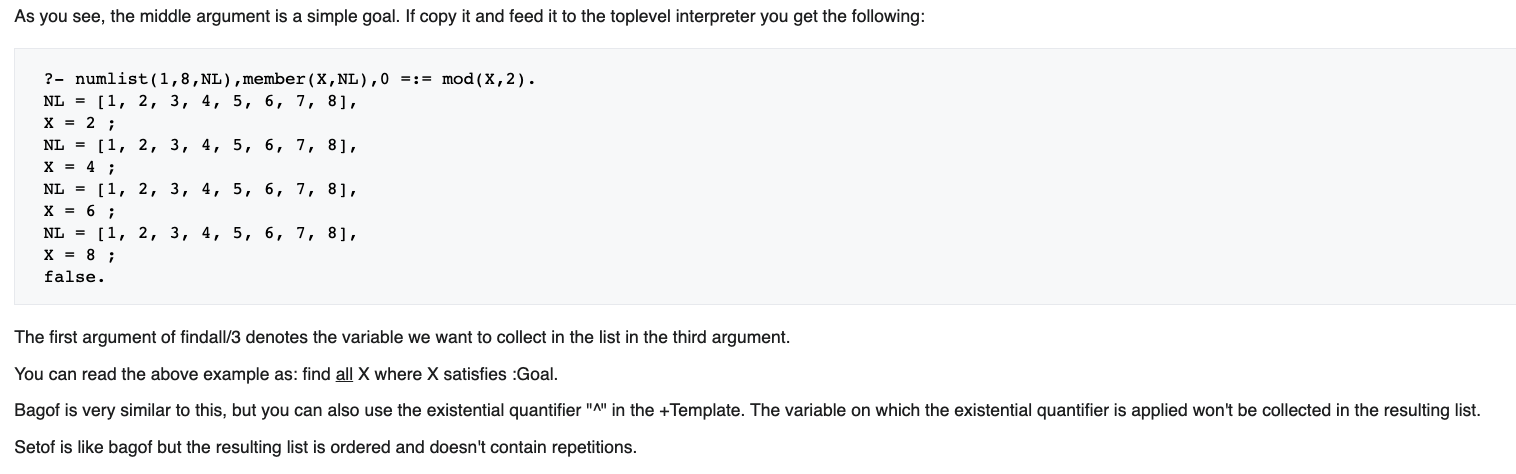 As you see, the middle argument is a simple goal. If copy it and feed it to the toplevel interpreter you get the following:
?- numlist(1,8,NL),member(X,NL),0 =:= mod(X,2).
NL = [1, 2, 3, 4, 5, 6, 7, 8],
X = 2 ;
NL = [1, 2, 3, 4, 5, 6, 7, 8],
X = 4 ;
NL = [1, 2, 3, 4, 5, 6, 7, 8],
X = 6 ;
NL = [1, 2, 3, 4, 5, 6, 7, 8],
X = 8 ;
false.
The first argument of findall/3 denotes the variable we want to collect in the list in the third argument.
You can read the above example as: find all X where X satisfies :Goal.
Bagof is very similar to this, but you can also use the existential quantifier "^" in the +Template. The variable on which the existential quantifier is applied won't be collected in the resulting list.
Setof is like bagof but the resulting list is ordered and doesn't contain repetitions.